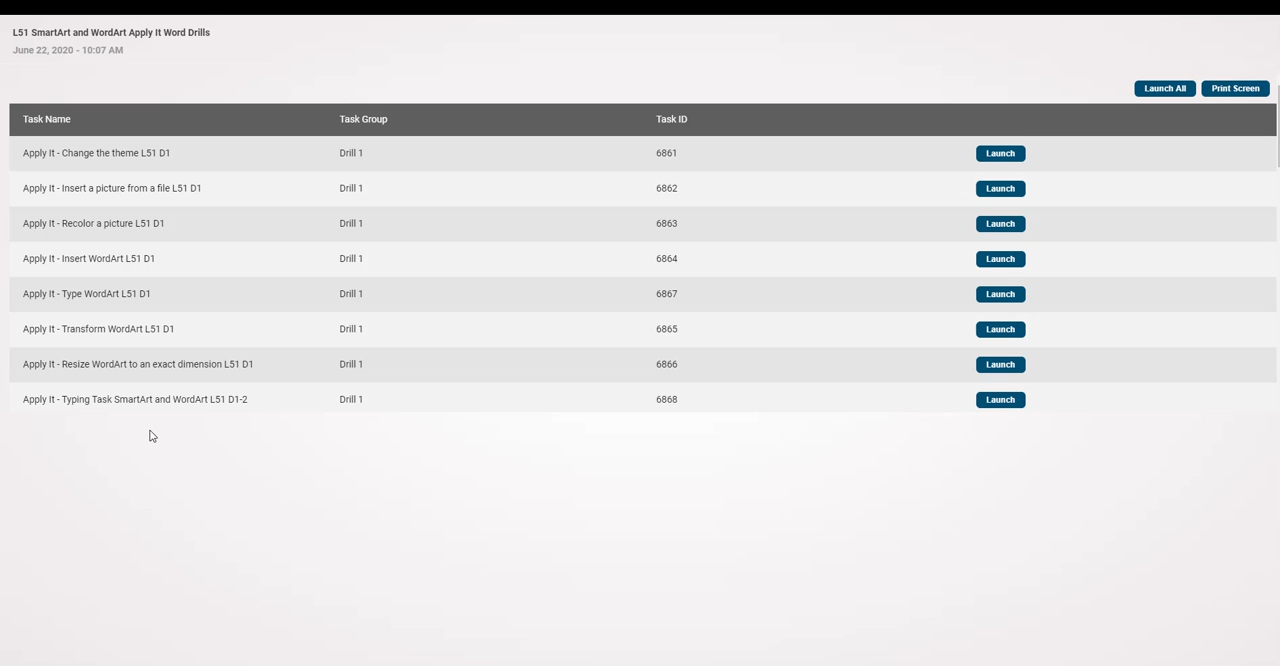 L51 SmartArt and WordArt Apply It Word Drills
June 22, 2020 - 10:07 AM
Launch All Print Screen
Task Name Task Group Task ID
Apply It - Change the theme L51 D1 Drill 1 6861 Launch
Apply It - Insert a picture from a file L51 D1 Drill 1 6862 Launch
Apply It - Recolor a picture L51 D1 Drill 1 6863 Launch
Apply It - Insert WordArt L51 D1 Drill 1 6864 Launch
Apply It - Type WordArt L51 D1 Drill 1 6867 Launch
Apply It - Transform WordArt L51 D1 Drill 1 6865 Launch
Apply It - Resize WordArt to an exact dimension L51 D1 Drill 1 6866 Launch
Apply It - Typing Task SmartArt and WordArt L51 D1-2 Drill 1 6868 Launch